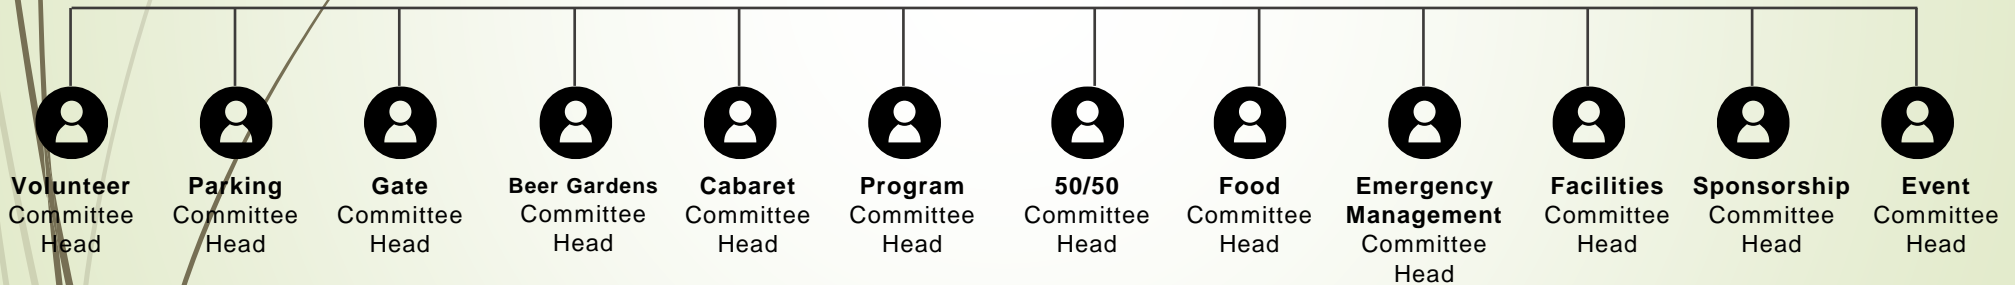 Volunteer
Committee
Head
Parking
Committee
Head
Gate
Committee
Head
Beer Gardens
Committee
Head
Cabaret
Committee
Head
Program
Committee
Head
50/50
Committee
Head
Food
Committee
Head
Emergency
Management
Committee
Head
Facilities
Committee
Head
Sponsorship
Committee
Head
Event
Committee
Head